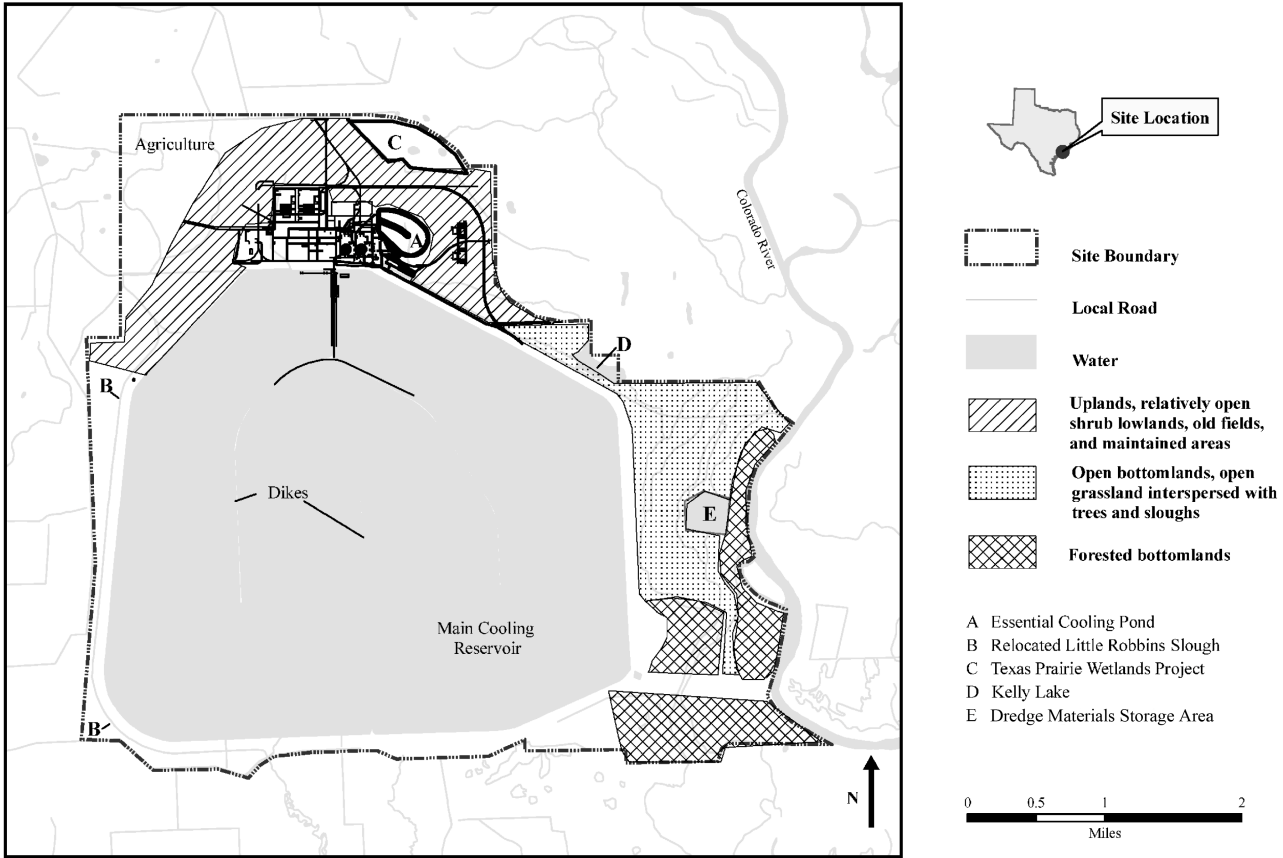 Agriculture
C
A
Colorado River
D
B
Dikes
E
Main Cooling
Reservoir
B
N
Site Location
Site Boundary
Local Road
Water
Uplands, relatively open
shrub lowlands, old fields,
and maintained areas
Open bottomlands, open
grassland interspersed with
trees and sloughs
Forested bottomlands
A Essential Cooling Pond
B Relocated Little Robbins Slough
C Texas Prairie Wetlands Project
D Kelly Lake
E Dredge Materials Storage Area
0 0.5 1 2
Miles